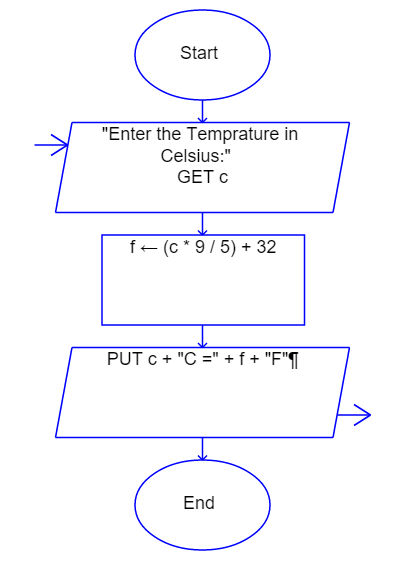 Start
"Enter the Temprature in
Celsius:"
GET c
f ← (c * 9 / 5) + 32
PUT c + "C =" + f + "F"¶
End